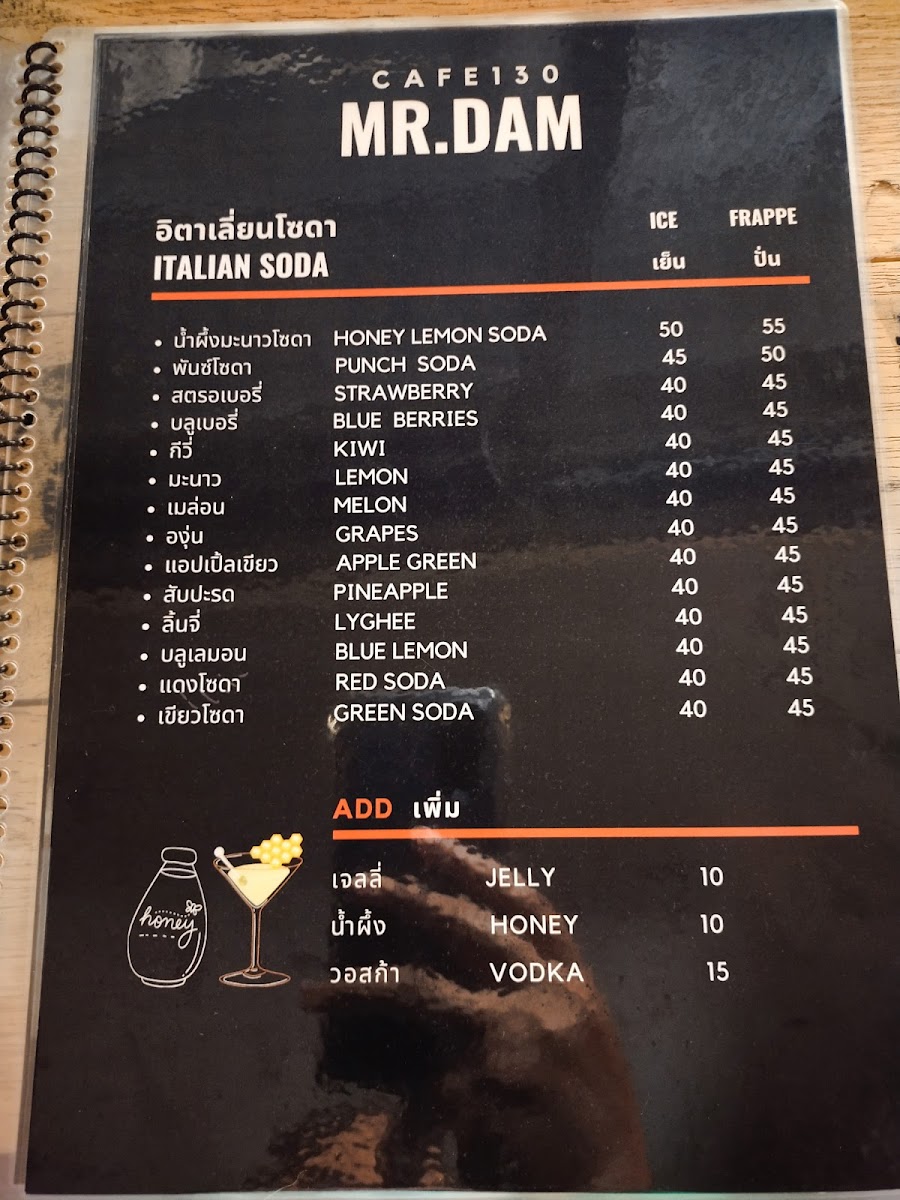 CAFE130
MR.DAM
อิตาเลี่ยนโซดา ICE FRAPPE
ITALIAN SODA เย็น ปั่น
• น้ำผึ้งมะนาวโซดา HONEY LEMON SODA 50 55
• พันช์โซดา PUNCH SODA 45 50
• สตรอเบอรี่ STRAWBERRY 40 45
• บลูเบอรี่ BLUE BERRIES 40 45
• กีวี่ KIWI 40 45
• มะนาว LEMON 40 45
• เมล่อน MELON 40 45
• องุ่น GRAPES 40 45
• แอปเปิ้ลเขียว APPLE GREEN 40 45
• สับปะรด PINEAPPLE 40 45
• ลิ้นจี่ LYGHEE 40 45
• บลูเลมอน BLUE LEMON 40 45
• แดงโซดา RED SODA 40 45
• เขียวโซดา GREEN SODA 40 45
ADD เพิ่ม
เจลลี่ JELLY 10
honey
น้ำผึ้ง HONEY 10
วอสก้า VODKA 15